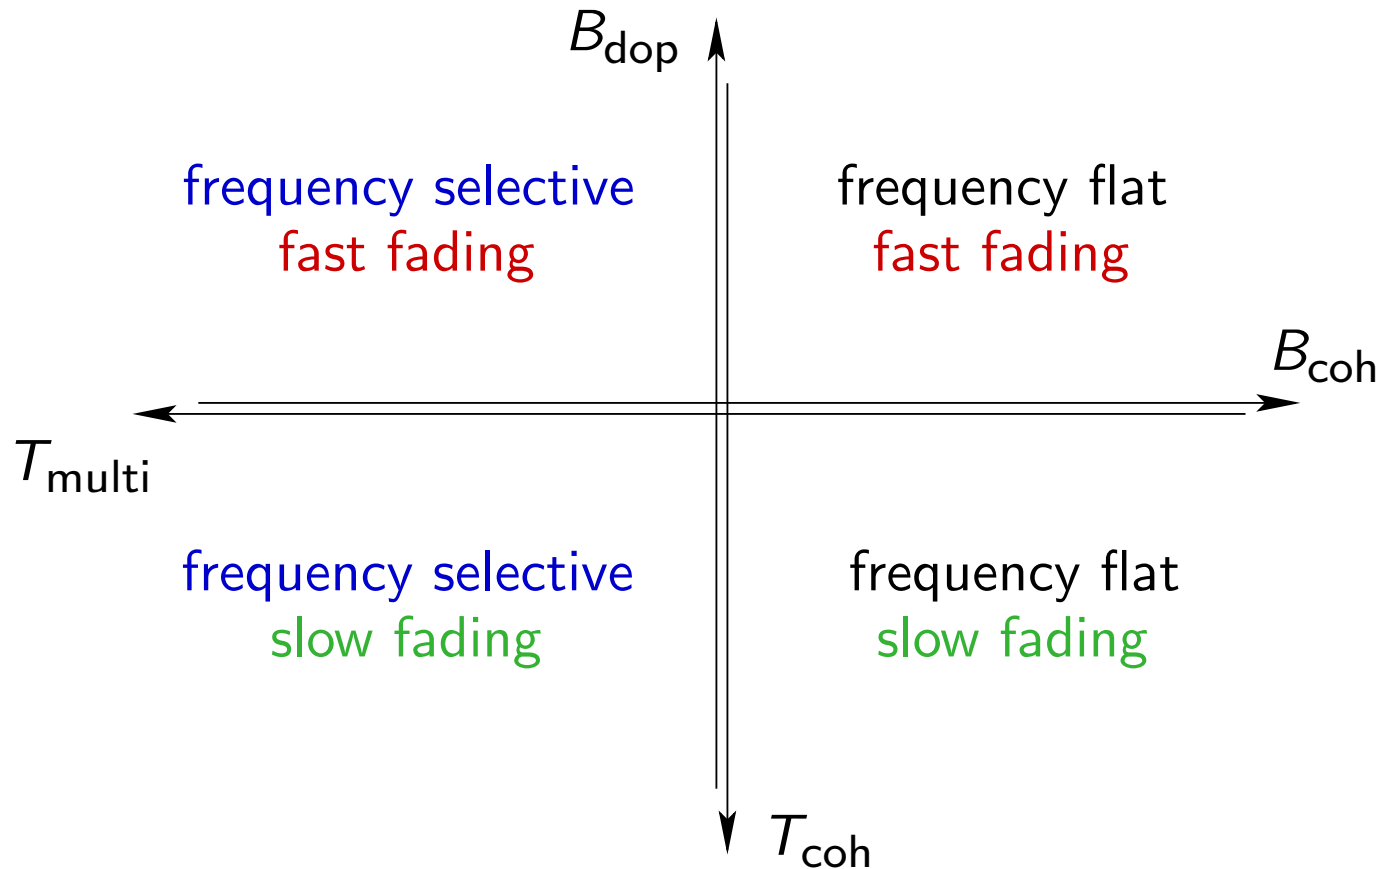 B_dop
frequency selective
fast fading
frequency flat
fast fading
B_coh
T_multi
frequency selective
slow fading
frequency flat
slow fading
T_coh